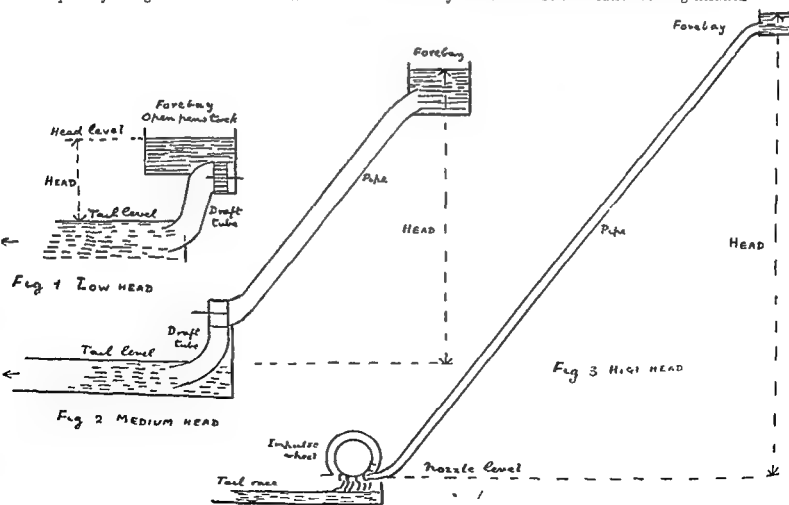 Forebay
Open penstock
Head level
HEAD
Tail level
Draft
tube
Fig 1 LOW HEAD
Forebay
Pipe
HEAD
Draft
tube
Tail level
Fig 2 MEDIUM HEAD
Forebay
Pipe
HEAD
Fig 3 HIGH HEAD
Impulse
wheel
Nozzle level
Tail race